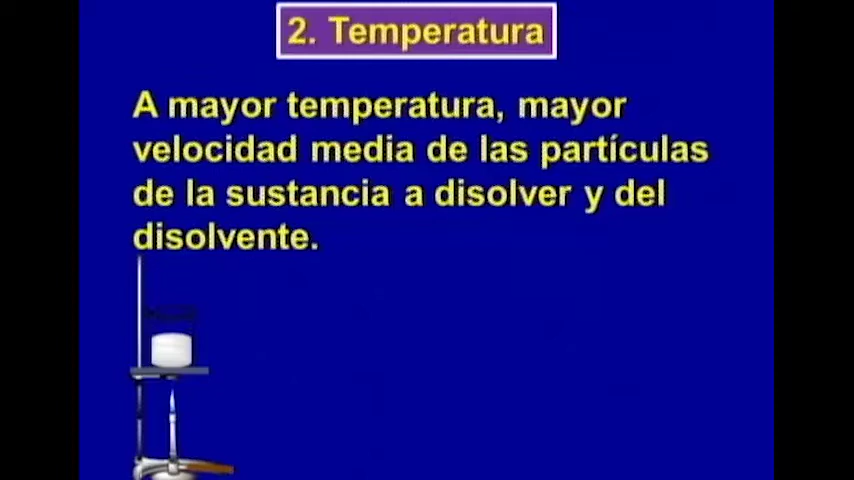 2. Temperatura
A mayor temperatura, mayor
velocidad media de las partículas
de la sustancia a disolver y del
disolvente.